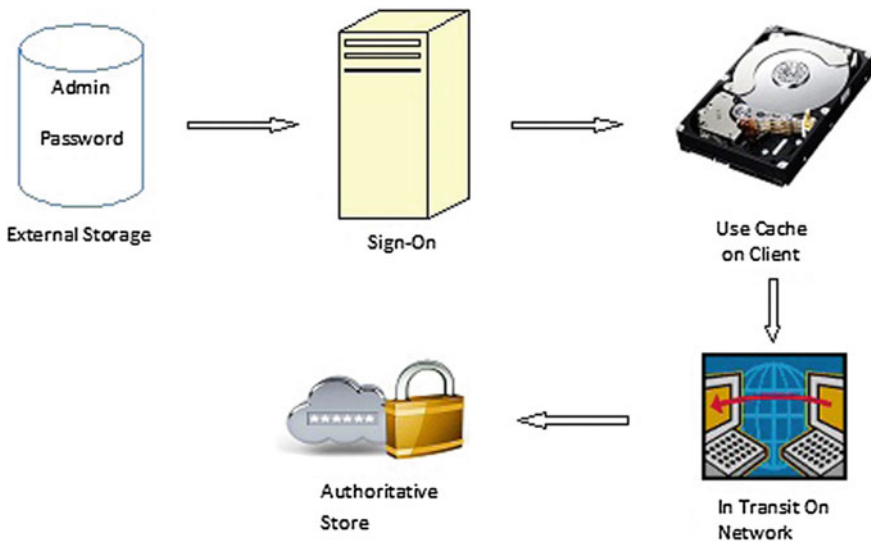 Admin
Password
External Storage
Sign-On
Use Cache
on Client
In Transit On
Network
******
Authoritative
Store